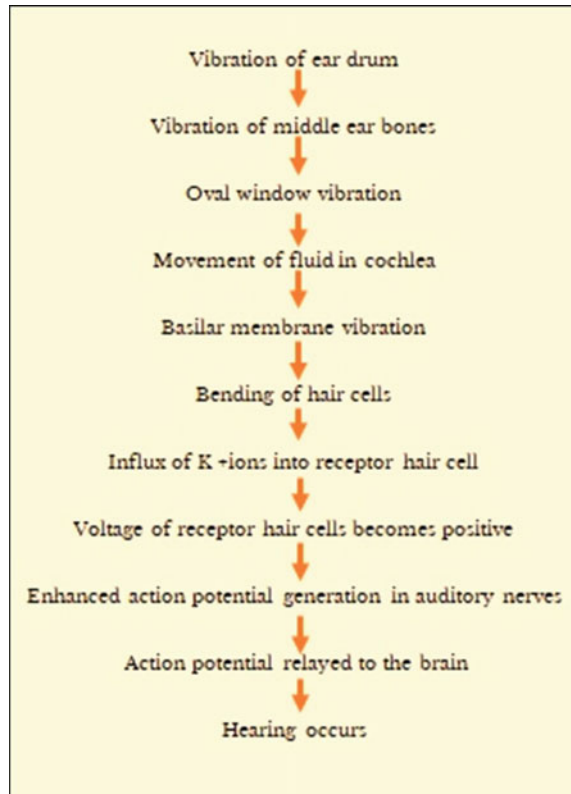 Vibration of ear drum
Vibration of middle ear bones
Oval window vibration
Movement of fluid in cochlea
Basilar membrane vibration
Bending of hair cells
Influx of K +ions into receptor hair cell
Voltage of receptor hair cells becomes positive
Enhanced action potential generation in auditory nerves
Action potential relayed to the brain
Hearing occurs